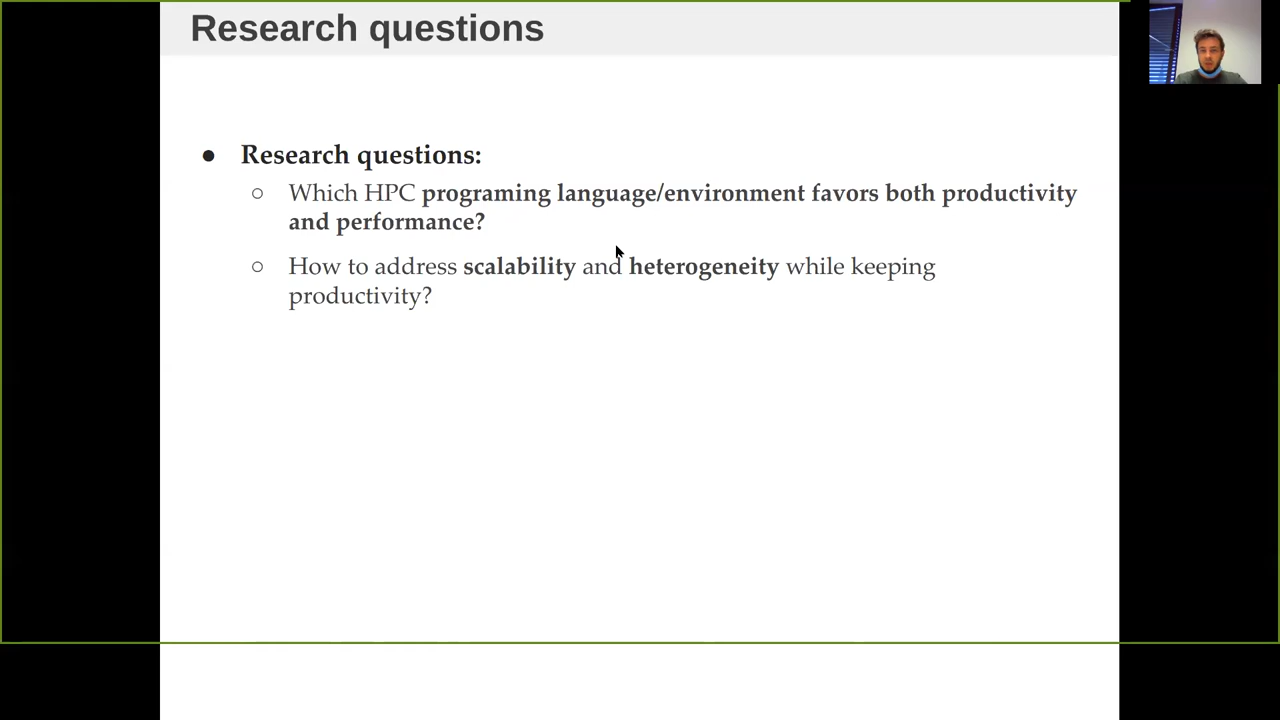 Research questions
● Research questions:
○ Which HPC programing language/environment favors both productivity
and performance?
○ How to address scalability and heterogeneity while keeping
productivity?